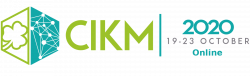 CIKM
2020
19-23 OCTOBER
Online